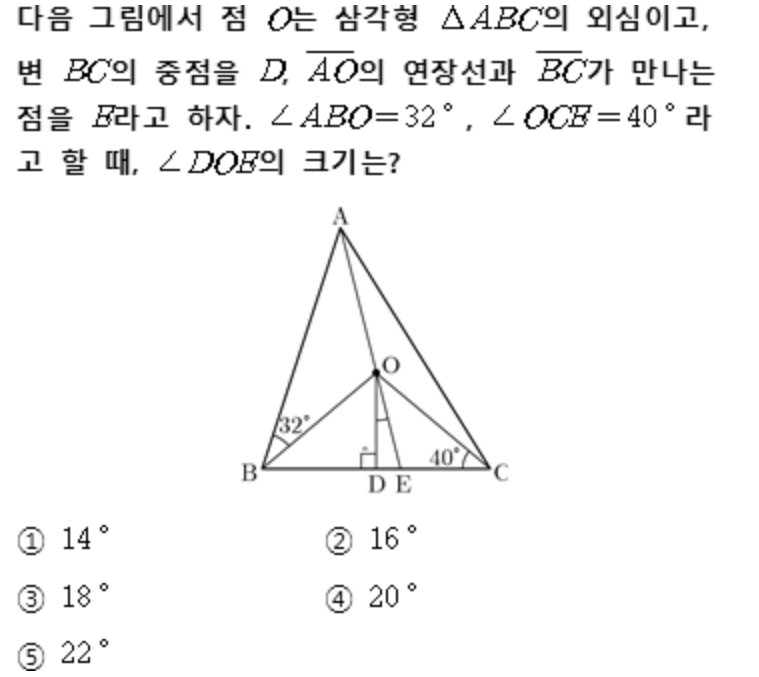 다음 그림에서 점 O는 삼각형 △ABC의 외심이고,
변 BC의 중점을 D, AO의 연장선과 BC가 만나는
점을 E라고 하자. ∠ABO=32°, ∠OCE=40°라
고 할 때, ∠DOE의 크기는?
A
O
32°
40°
B
D E
C
① 14°
② 16°
③ 18°
④ 20°
⑤ 22°